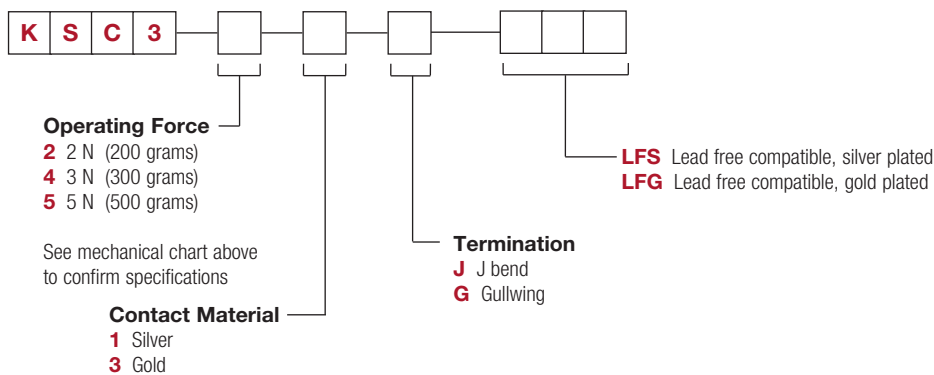 K S C 3
Operating Force
2 2 N (200 grams)
4 3 N (300 grams)
5 5 N (500 grams)
See mechanical chart above
to confirm specifications
Contact Material
1 Silver
3 Gold
Termination
J J bend
G Gullwing
LFS Lead free compatible, silver plated
LFG Lead free compatible, gold plated